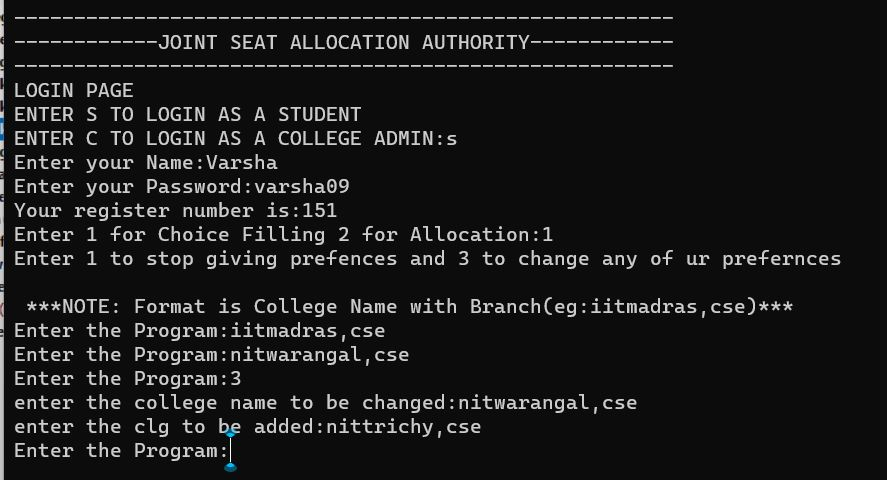 -------------------------------------------------------
------------JOINT SEAT ALLOCATION AUTHORITY------------
-------------------------------------------------------
LOGIN PAGE
ENTER S TO LOGIN AS A STUDENT
ENTER C TO LOGIN AS A COLLEGE ADMIN:s
Enter your Name:Varsha
Enter your Password:varsha09
Your register number is:151
Enter 1 for Choice Filling 2 for Allocation:1
Enter 1 to stop giving prefences and 3 to change any of ur prefernces
***NOTE: Format is College Name with Branch(eg:iitmadras,cse)***
Enter the Program:iitmadras,cse
Enter the Program:nitwarangal,cse
Enter the Program:3
enter the college name to be changed:nitwarangal,cse
enter the clg to be added:nittrichy,cse
Enter the Program: